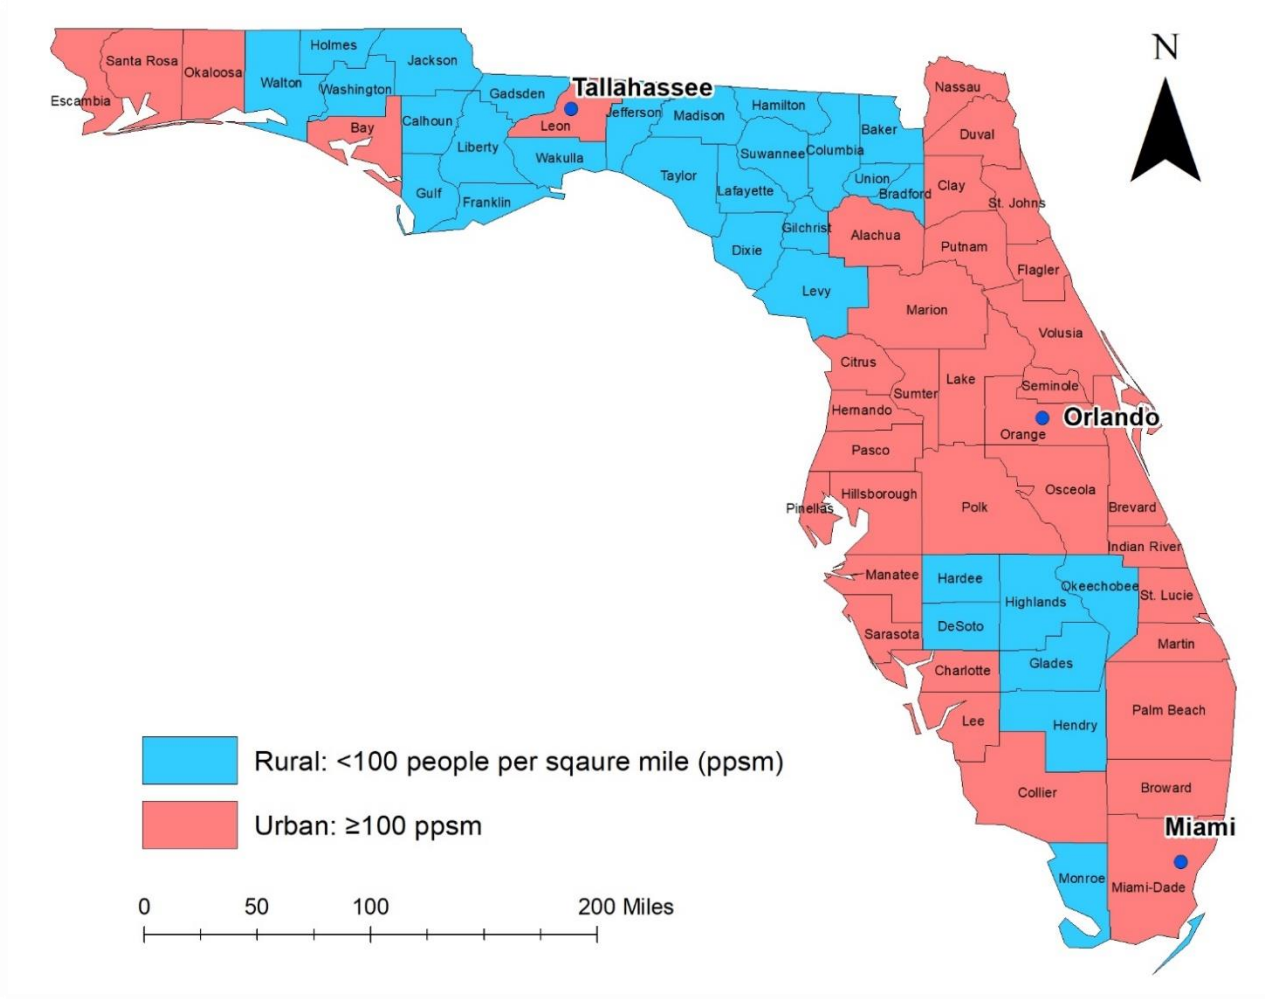 N
Holmes
Jackson
Santa Rosa
Okaloosa
Walton
Washington
Escambia
Gadsden
Tallahassee
Nassau
Bay
Calhoun
Leon
Jefferson
Madison
Hamilton
Baker
Duval
Liberty
Wakulla
Suwannee
Columbia
Taylor
Lafayette
Union
Bradford
Clay
St. Johns
Gulf
Franklin
Gilchrist
Alachua
Putnam
Dixie
Flagler
Levy
Marion
Volusia
Citrus
Sumter
Lake
Seminole
Hernando
Orlando
Orange
Pasco
Pinellas
Hillsborough
Polk
Osceola
Brevard
Indian River
Manatee
Hardee
Highlands
Okeechobee
St. Lucie
Sarasota
DeSoto
Martin
Charlotte
Glades
Lee
Hendry
Palm Beach
Rural: <100 people per sqaure mile (ppsm)
Collier
Broward
Urban: ≥100 ppsm
Miami
Monroe
Miami-Dade
0 50 100 200 Miles